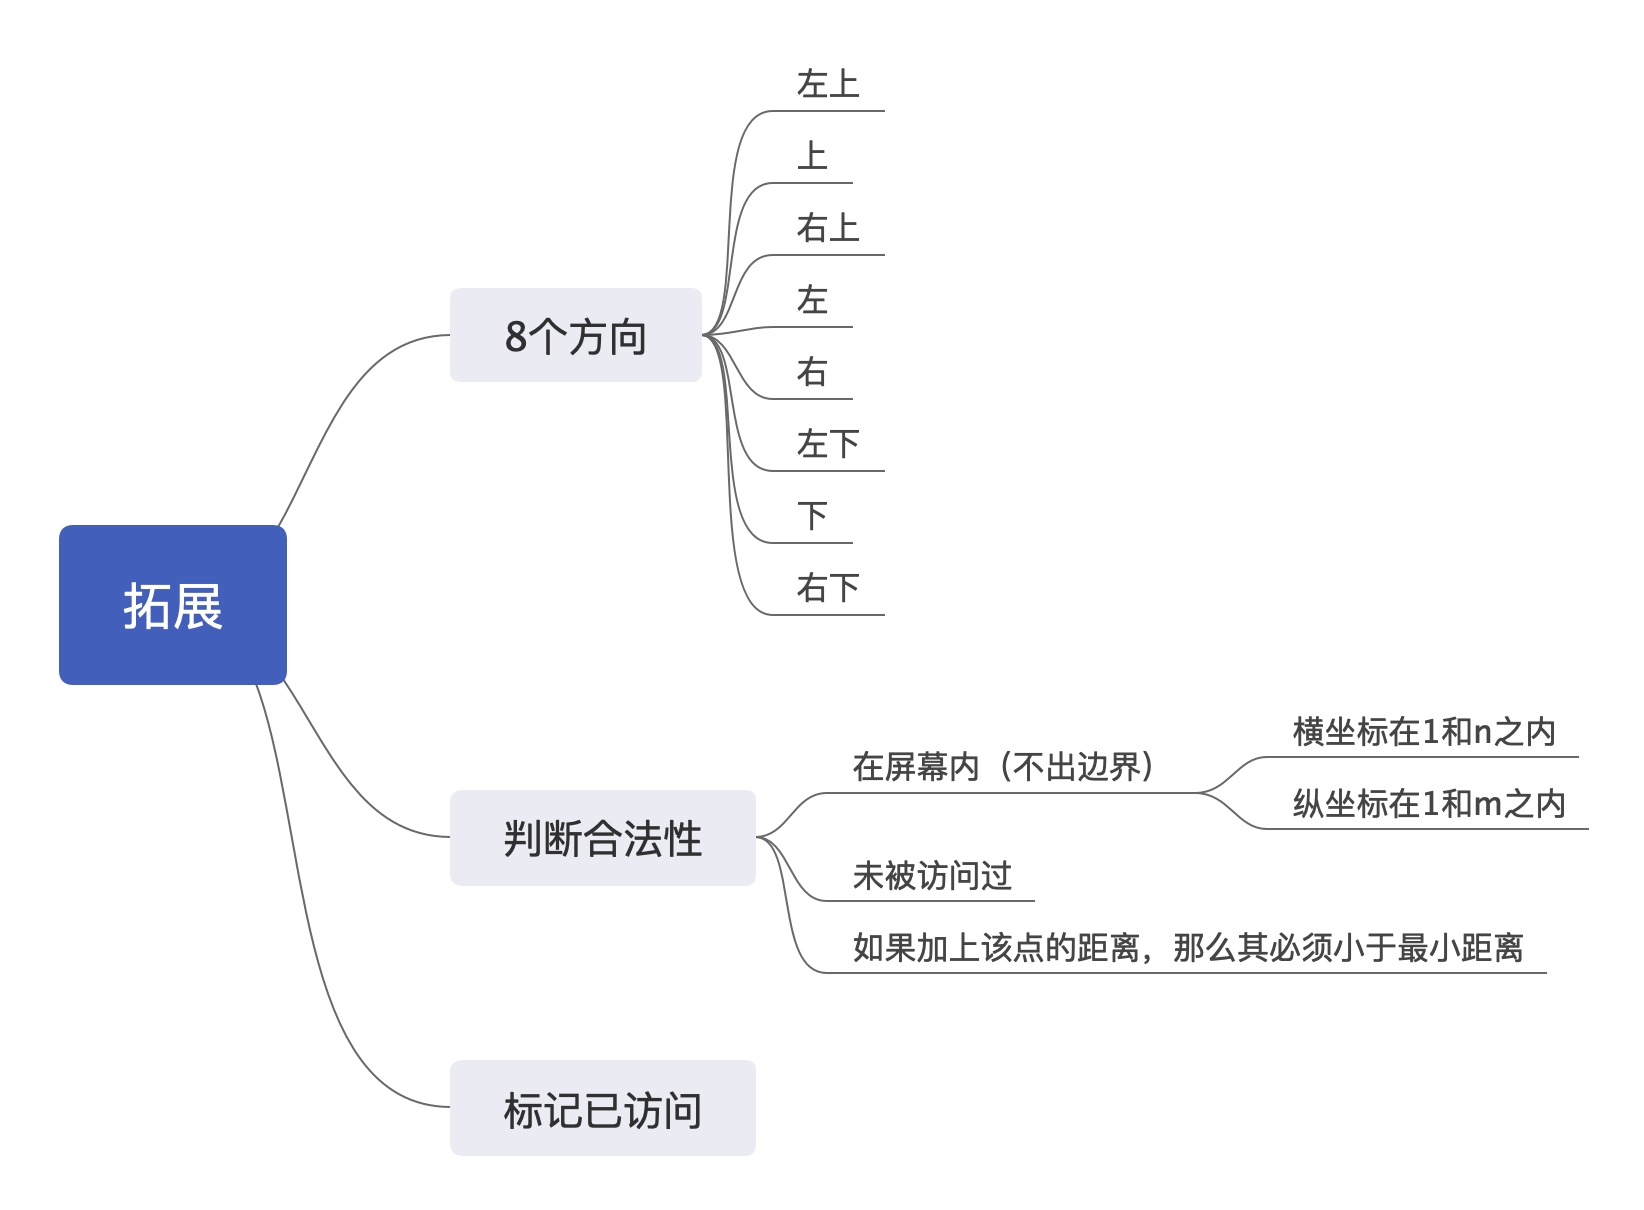 拓展
8个方向
左上
上
右上
左
右
左下
下
右下
判断合法性
在屏幕内（不出边界）
横坐标在1和n之内
纵坐标在1和m之内
未被访问过
如果加上该点的距离，那么其必须小于最小距离
标记已访问